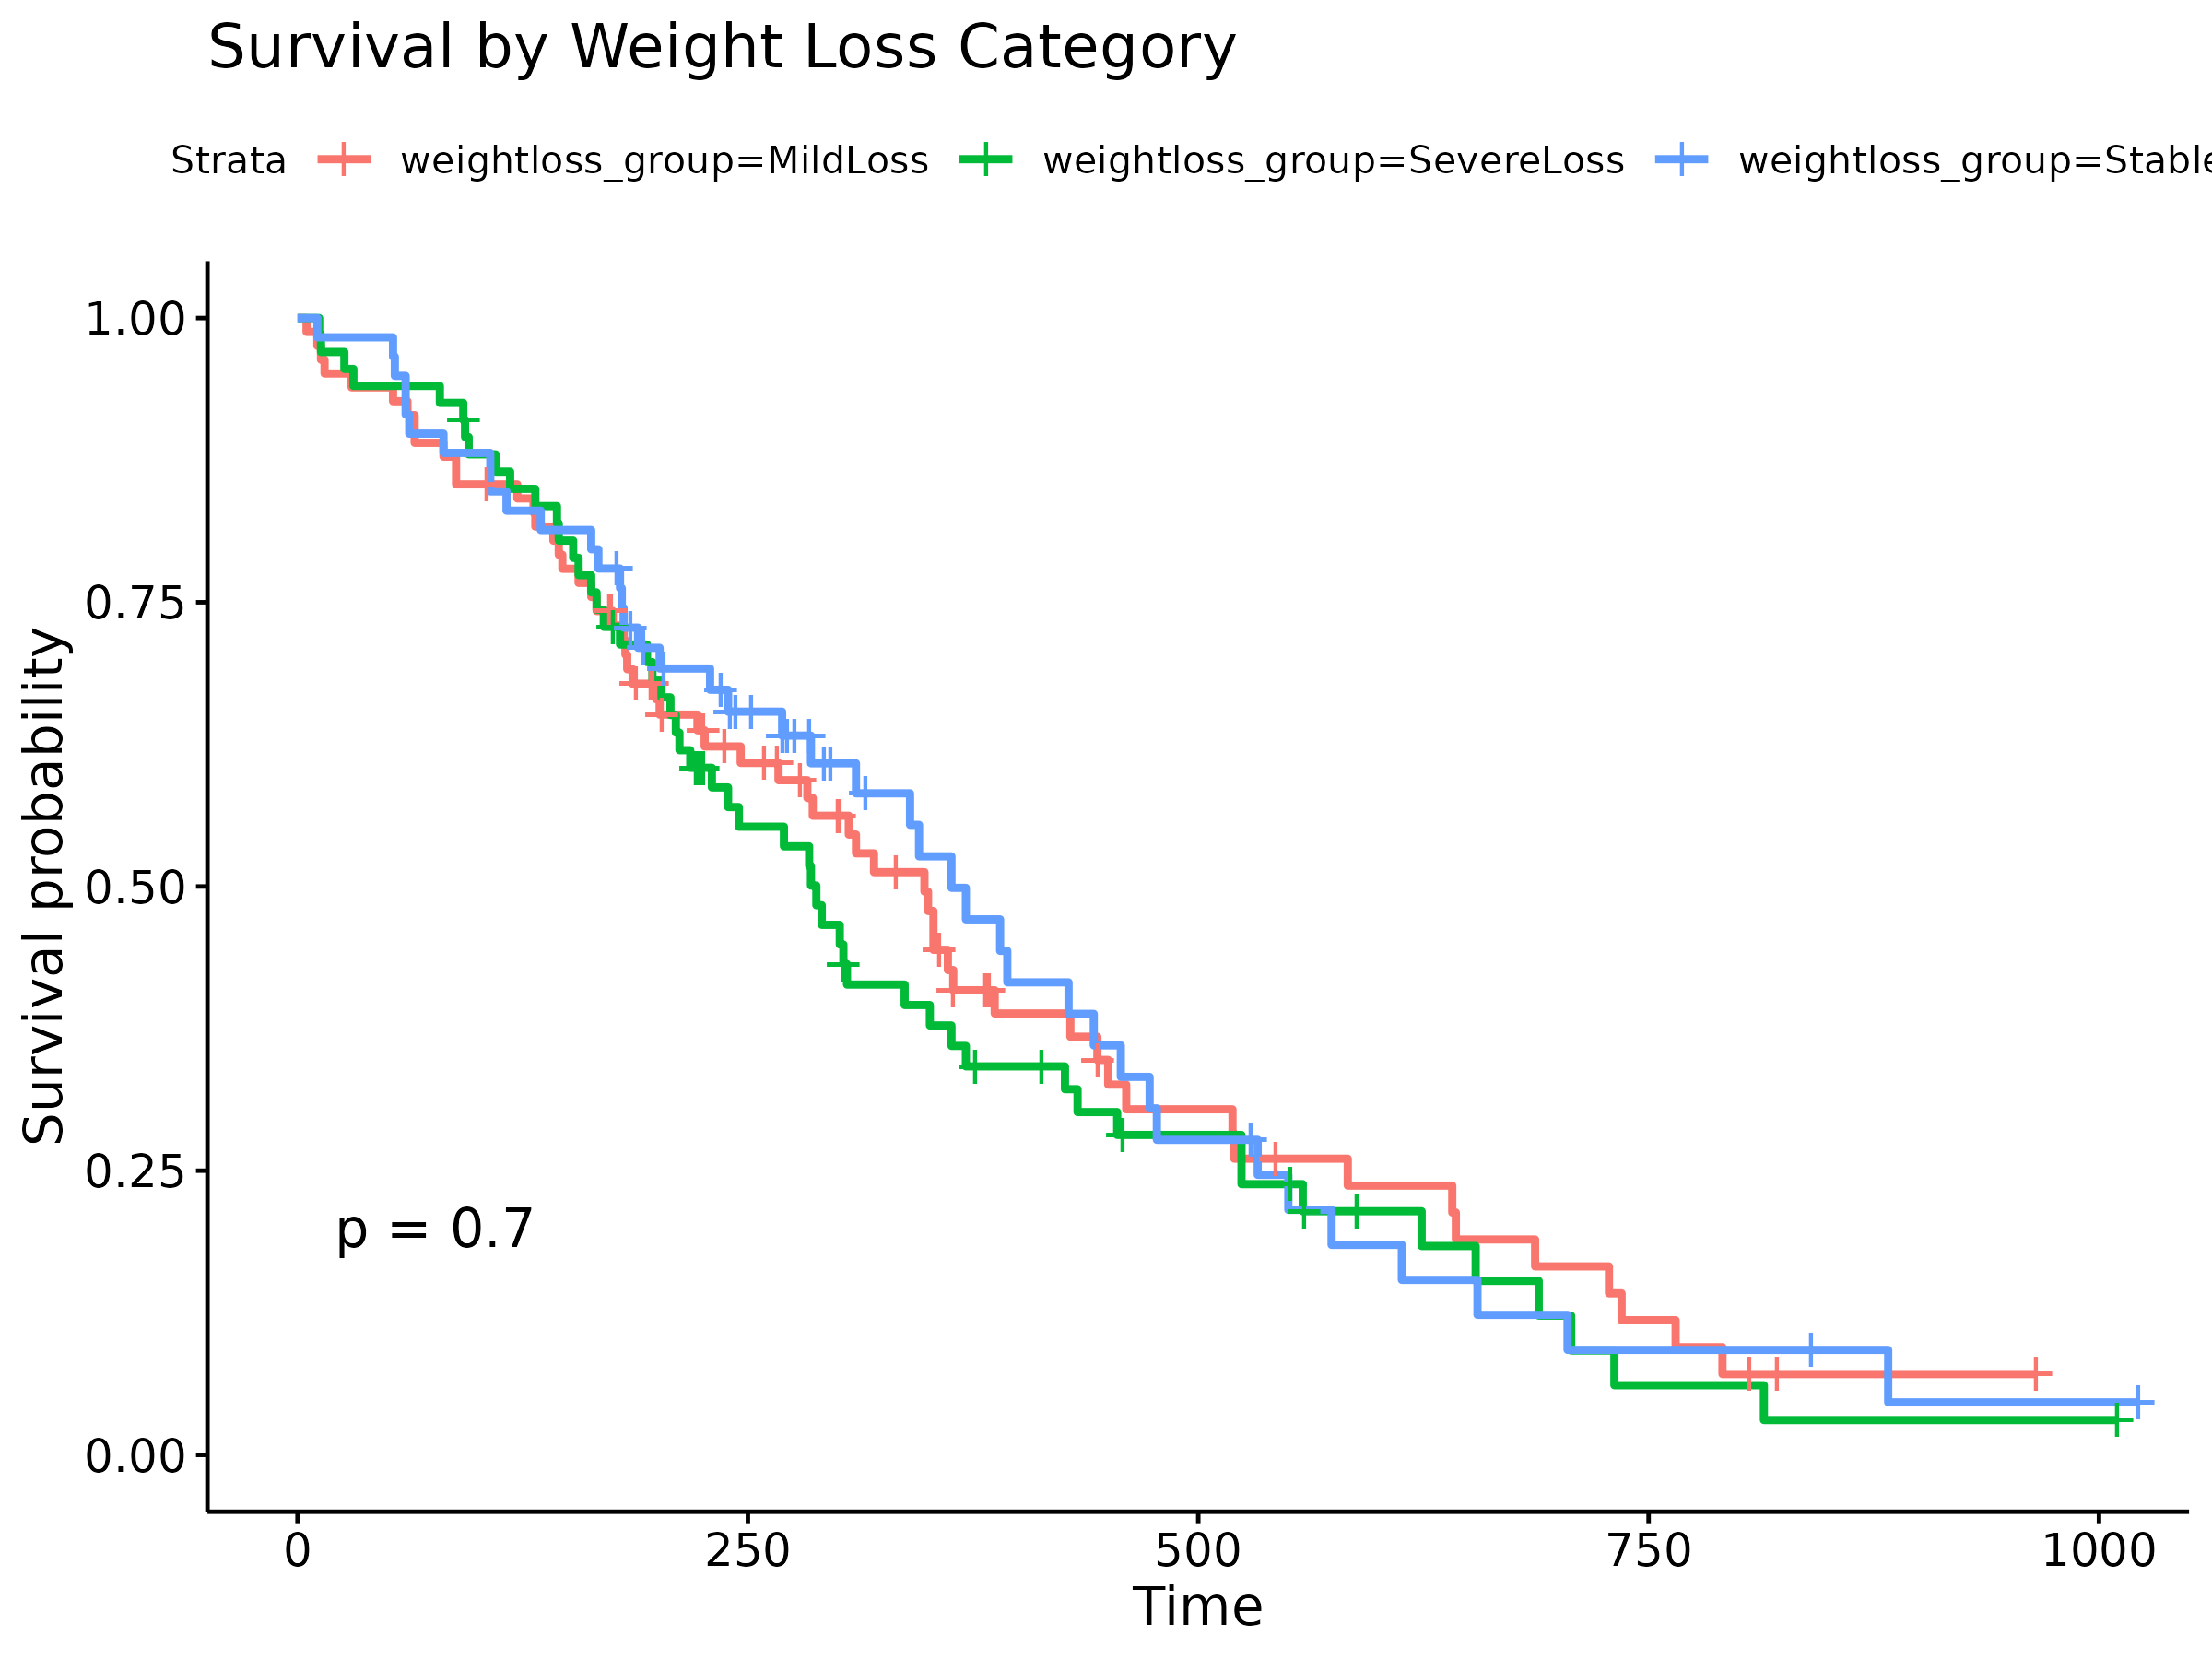 Survival by Weight Loss Category
Strata weightloss_group=MildLoss weightloss_group=SevereLoss weightloss_group=Stable
Survival probability
1.00
0.75
0.50
0.25
0.00
p = 0.7
0 250 500 750 1000
Time